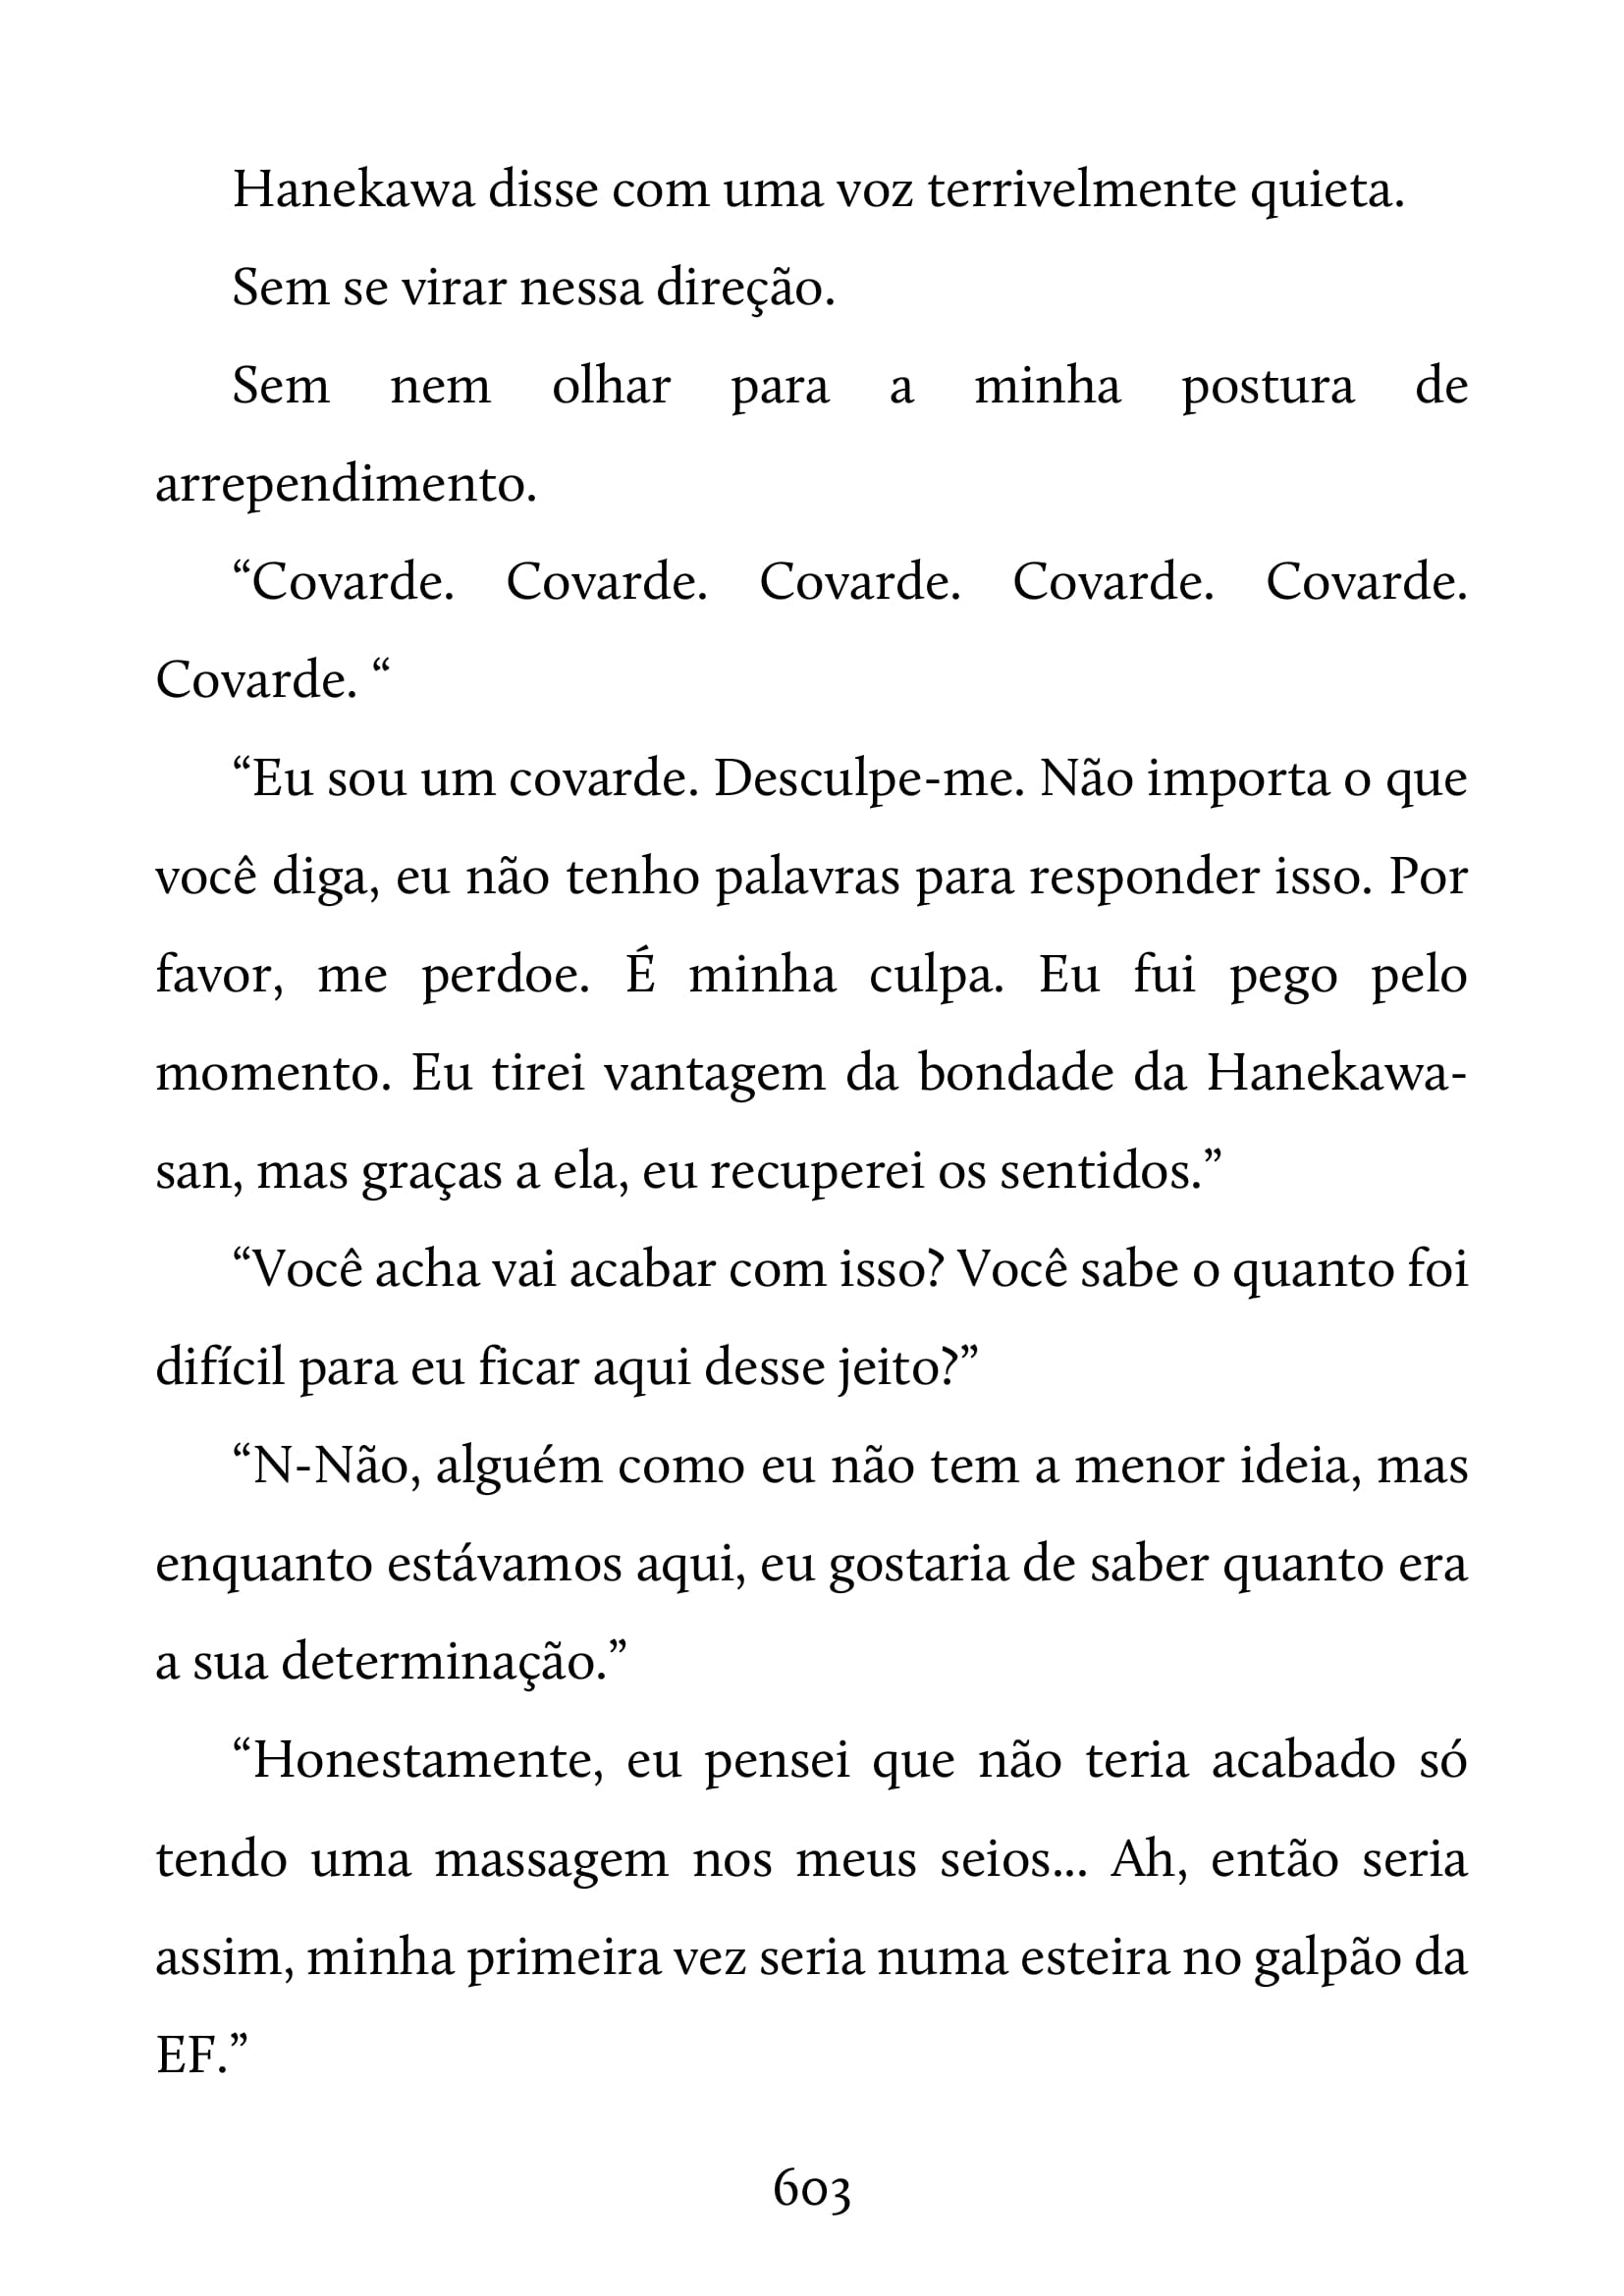 Hanekawa disse com uma voz terrivelmente quieta.
Sem se virar nessa direção.
Sem nem olhar para a minha postura de
arrependimento.
“Covarde. Covarde. Covarde. Covarde. Covarde.
Covarde. “
“Eu sou um covarde. Desculpe-me. Não importa o que
você diga, eu não tenho palavras para responder isso. Por
favor, me perdoe. É minha culpa. Eu fui pego pelo
momento. Eu tirei vantagem da bondade da Hanekawa-
san, mas graças a ela, eu recuperei os sentidos.”
“Você acha vai acabar com isso? Você sabe o quanto foi
difícil para eu ficar aqui desse jeito?”
“N-Não, alguém como eu não tem a menor ideia, mas
enquanto estávamos aqui, eu gostaria de saber quanto era
a sua determinação.”
“Honestamente, eu pensei que não teria acabado só
tendo uma massagem nos meus seios... Ah, então seria
assim, minha primeira vez seria numa esteira no galpão da
EF.”
603